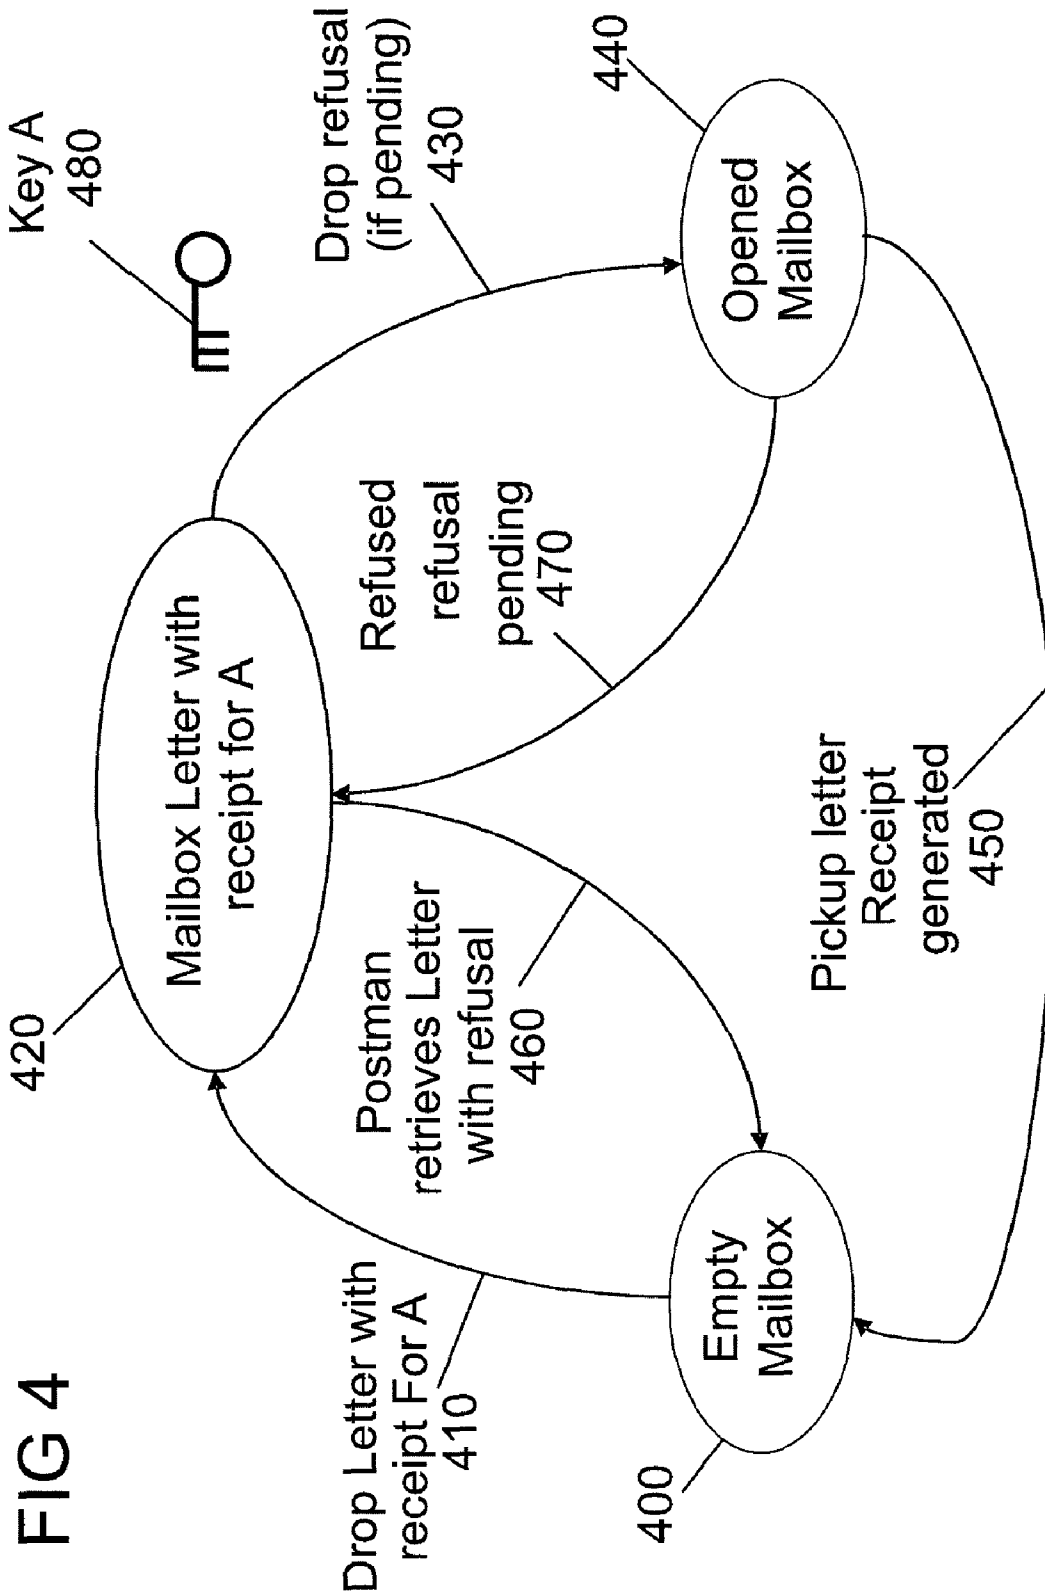 FIG 4
420
Key A
480
Mailbox Letter with
receipt for A
Drop Letter with
receipt For A
410
Postman
retrieves Letter
with refusal
460
Refused
refusal
pending
470
Drop refusal
(if pending)
430
400
Empty
Mailbox
440
Opened
Mailbox
Pickup letter
Receipt
generated
450